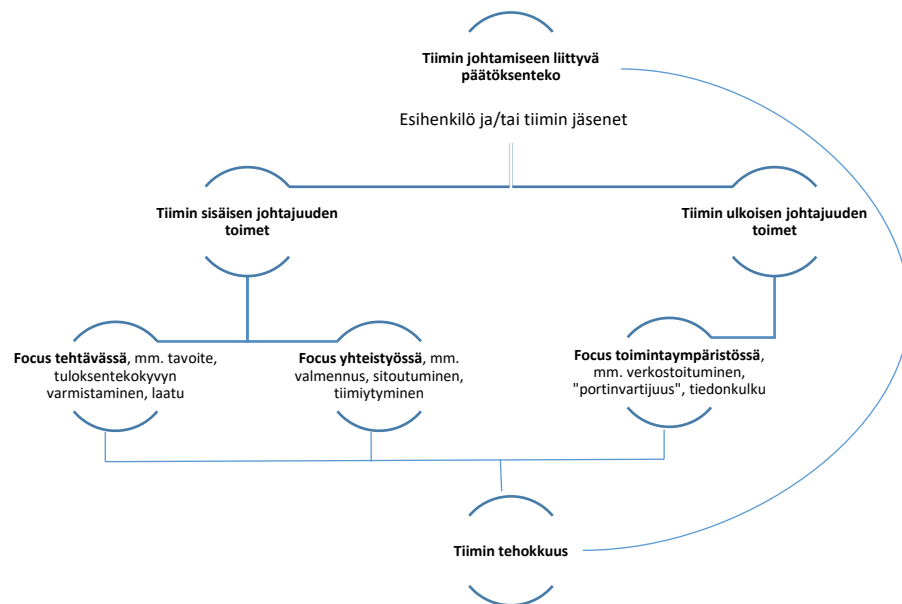 Tiimin johtamiseen liittyvä
päätöksenteko
Esihenkilö ja/tai tiimin jäsenet
Tiimin sisäisen johtajuuden
toimet
Tiimin ulkoisen johtajuuden
toimet
Focus tehtävässä, mm. tavoite,
tuloksentekokyvyn
varmistaminen, laatu
Focus yhteistyössä, mm.
valmennus, sitoutuminen,
tiimiytyminen
Focus toimintaympäristössä,
mm. verkostoituminen,
"portinvartijuus", tiedonkulku
Tiimin tehokkuus